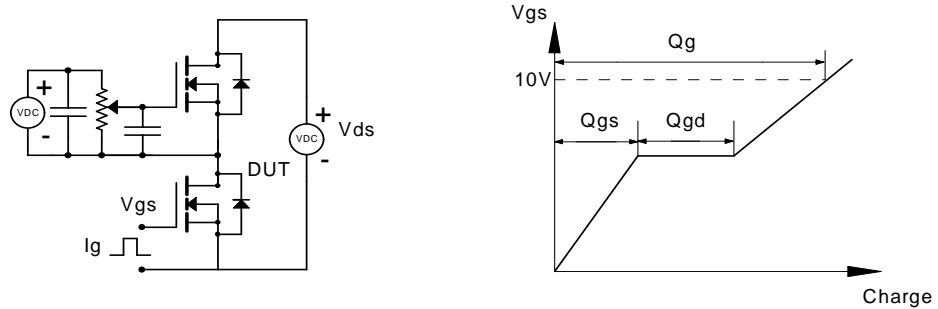 +
VDC
-
Vgs
Ig
DUT
+
VDC
-
Vds
Vgs
Qg
10V
Qgs
Qgd
Charge